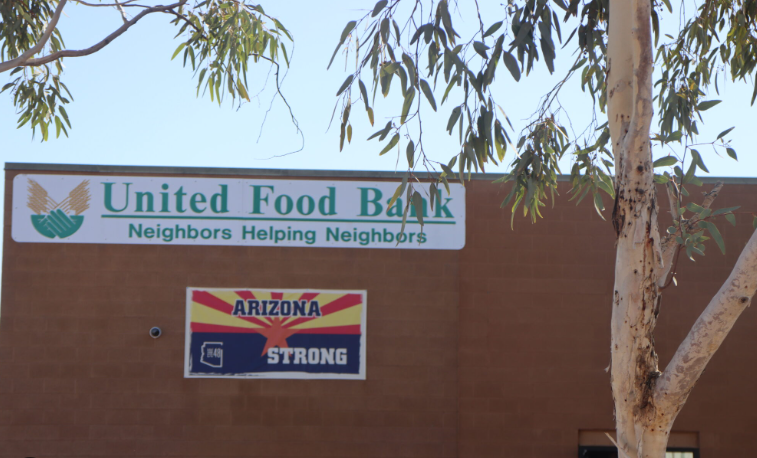 United Food Bank
Neighbors Helping Neighbors
ARIZONA
STRONG